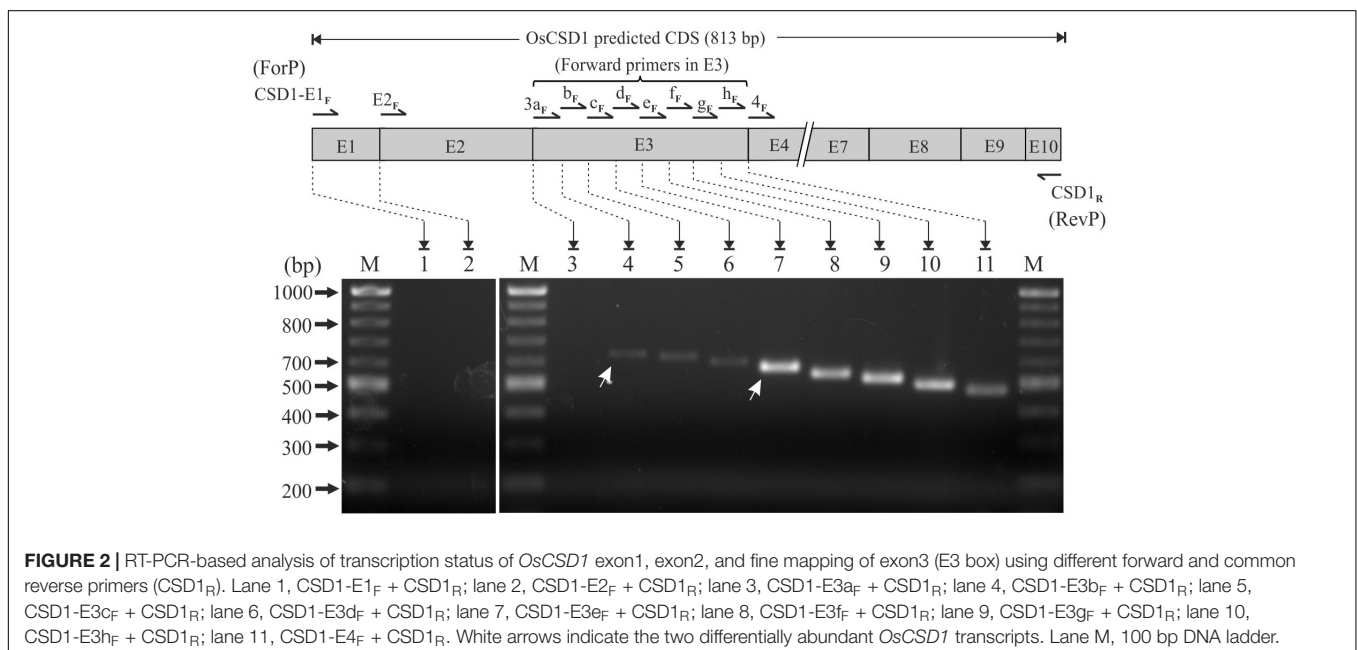 OsCSD1 predicted CDS (813 bp)
(ForP)
(Forward primers in E3)
CSD1-E1F
E2F
3aF
bF
cF
dF
eF
fF
gF
hF
4F
E1
E2
E3
E4
E7
E8
E9
E10
CSD1R
(RevP)
(bp) M 1 2 M 3 4 5 6 7 8 9 10 11 M
1000
800
700
500
400
300
200
FIGURE 2 | RT-PCR-based analysis of transcription status of OsCSD1 exon1, exon2, and fine mapping of exon3 (E3 box) using different forward and common
reverse primers (CSD1R). Lane 1, CSD1-E1F + CSD1R; lane 2, CSD1-E2F + CSD1R; lane 3, CSD1-E3aF + CSD1R; lane 4, CSD1-E3bF + CSD1R; lane 5,
CSD1-E3cF + CSD1R; lane 6, CSD1-E3dF + CSD1R; lane 7, CSD1-E3eF + CSD1R; lane 8, CSD1-E3fF + CSD1R; lane 9, CSD1-E3gF + CSD1R; lane 10,
CSD1-E3hF + CSD1R; lane 11, CSD1-E4F + CSD1R. White arrows indicate the two differentially abundant OsCSD1 transcripts. Lane M, 100 bp DNA ladder.